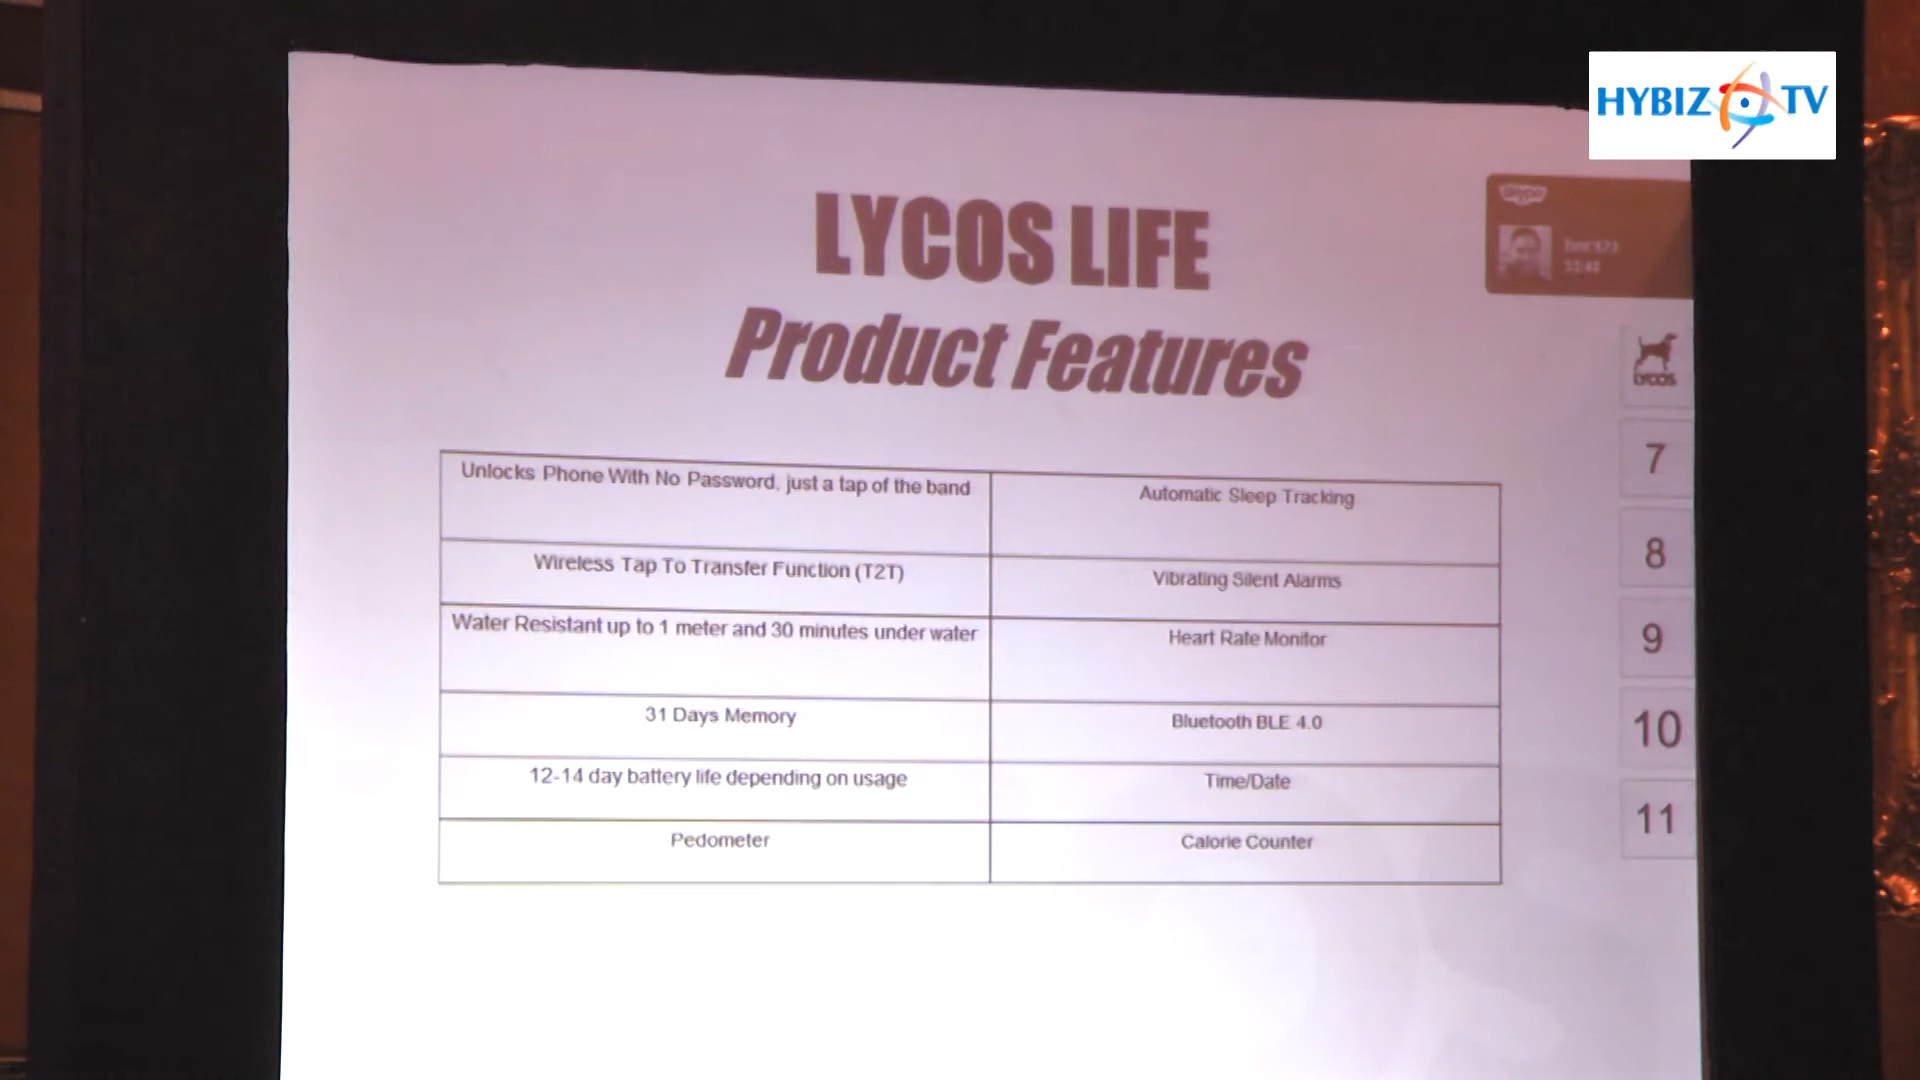 HYBIZ TV
LYCOS LIFE
Product Features
skype
Unlocks Phone With No Password, just a tap of the band
Automatic Sleep Tracking
Wireless Tap To Transfer Function (T2T)
Vibrating Silent Alarms
Water Resistant up to 1 meter and 30 minutes under water
Heart Rate Monitor
31 Days Memory
Bluetooth BLE 4.0
12-14 day battery life depending on usage
Time/Date
Pedometer
Calorie Counter
LYCOS
7
8
9
10
11